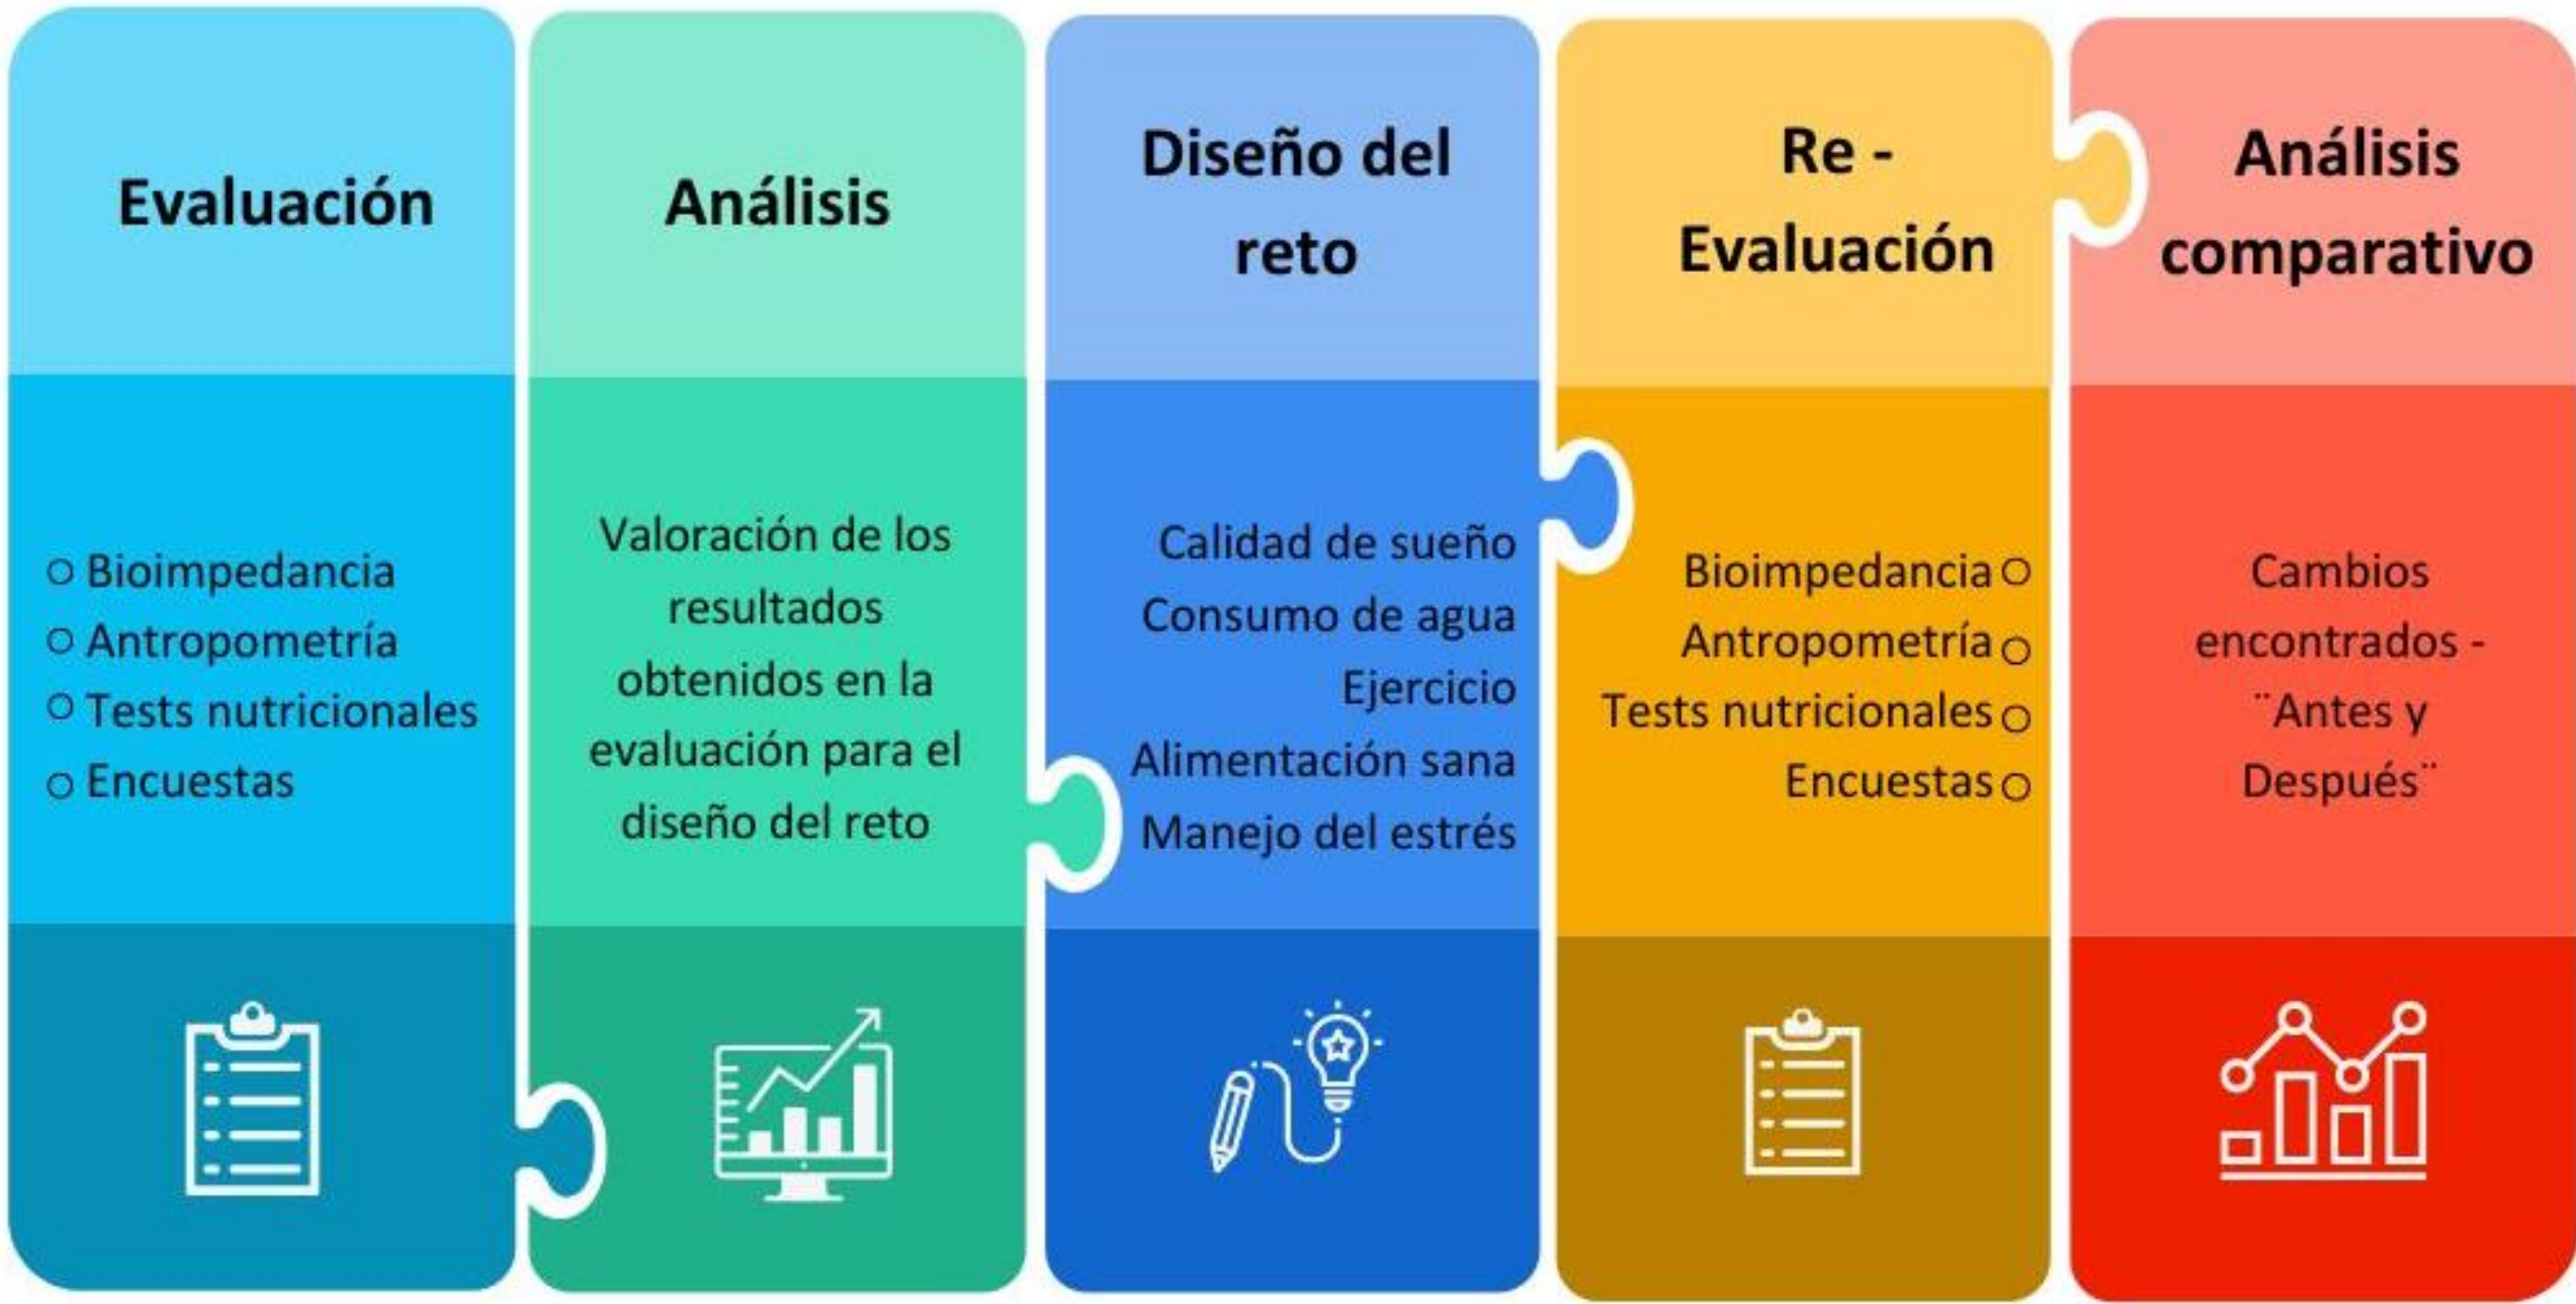 Evaluación
○ Bioimpedancia
○ Antropometría
○ Tests nutricionales
○ Encuestas
Análisis
Valoración de los
resultados
obtenidos en la
evaluación para el
diseño del reto
Diseño del
reto
Calidad de sueño
Consumo de agua
Ejercicio
Alimentación sana
Manejo del estrés
Re -
Evaluación
Bioimpedancia ○
Antropometría ○
Tests nutricionales ○
Encuestas ○
Análisis
comparativo
Cambios
encontrados -
¨Antes y
Después¨